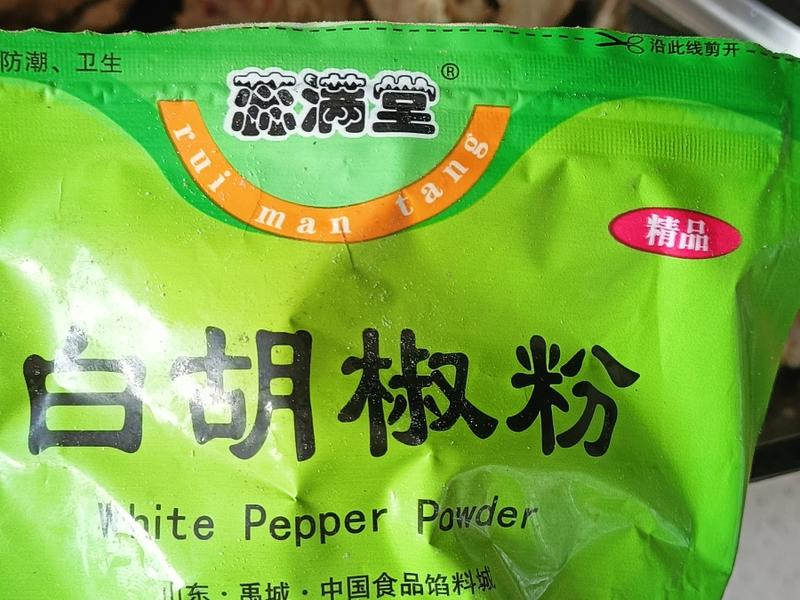 防潮、卫生
沿此线剪开
蕊满堂®
rui man tang
精品
白胡椒粉
White Pepper Powder
山东·禹城·中国食品馅料城